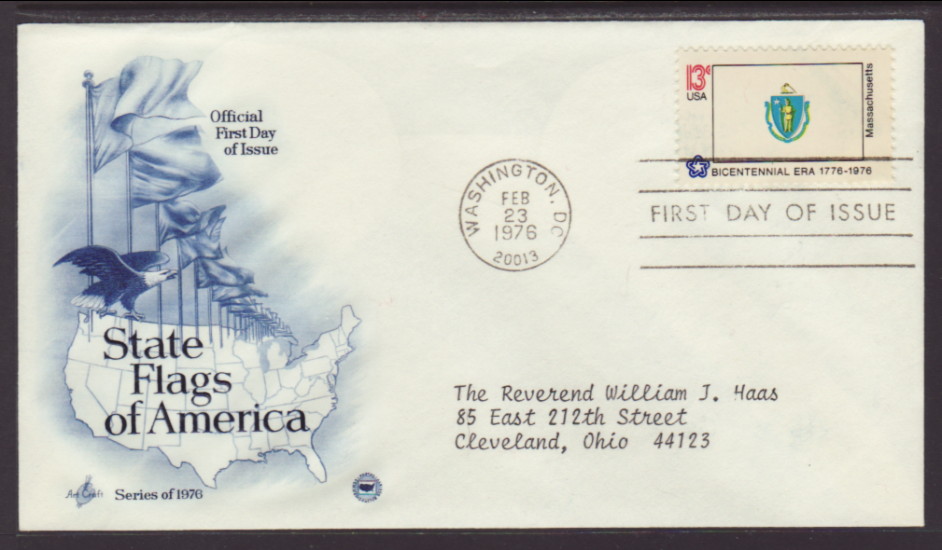 Official
First Day
of Issue
13c
USA
Massachusetts
BICENTENNIAL ERA 1776-1976
WASHINGTON, DC
FEB
23
1976
20013
FIRST DAY OF ISSUE
State
Flags
of America
The Reverend William J. Haas
85 East 212th Street
Cleveland, Ohio 44123
Art Craft
Series of 1976